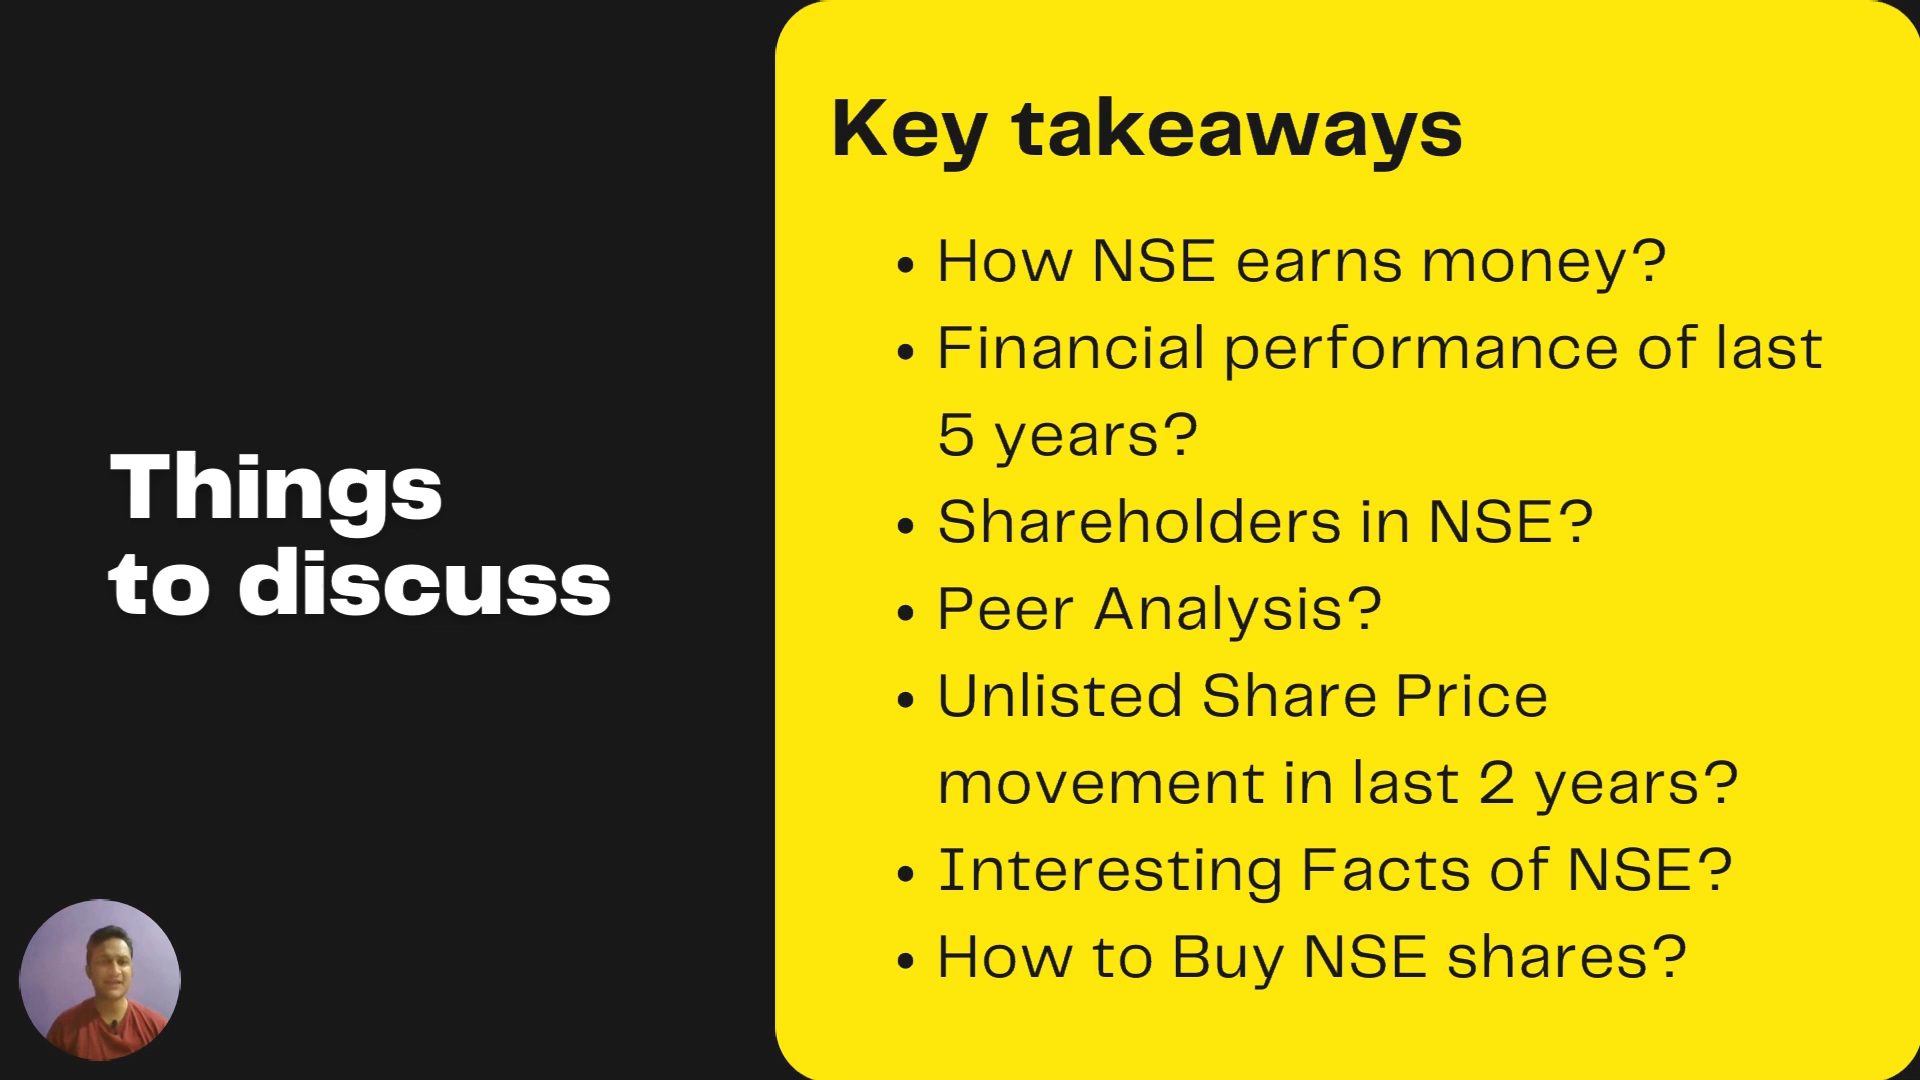 Things
to discuss
Key takeaways
• How NSE earns money?
• Financial performance of last
5 years?
• Shareholders in NSE?
• Peer Analysis?
• Unlisted Share Price
movement in last 2 years?
• Interesting Facts of NSE?
• How to Buy NSE shares?